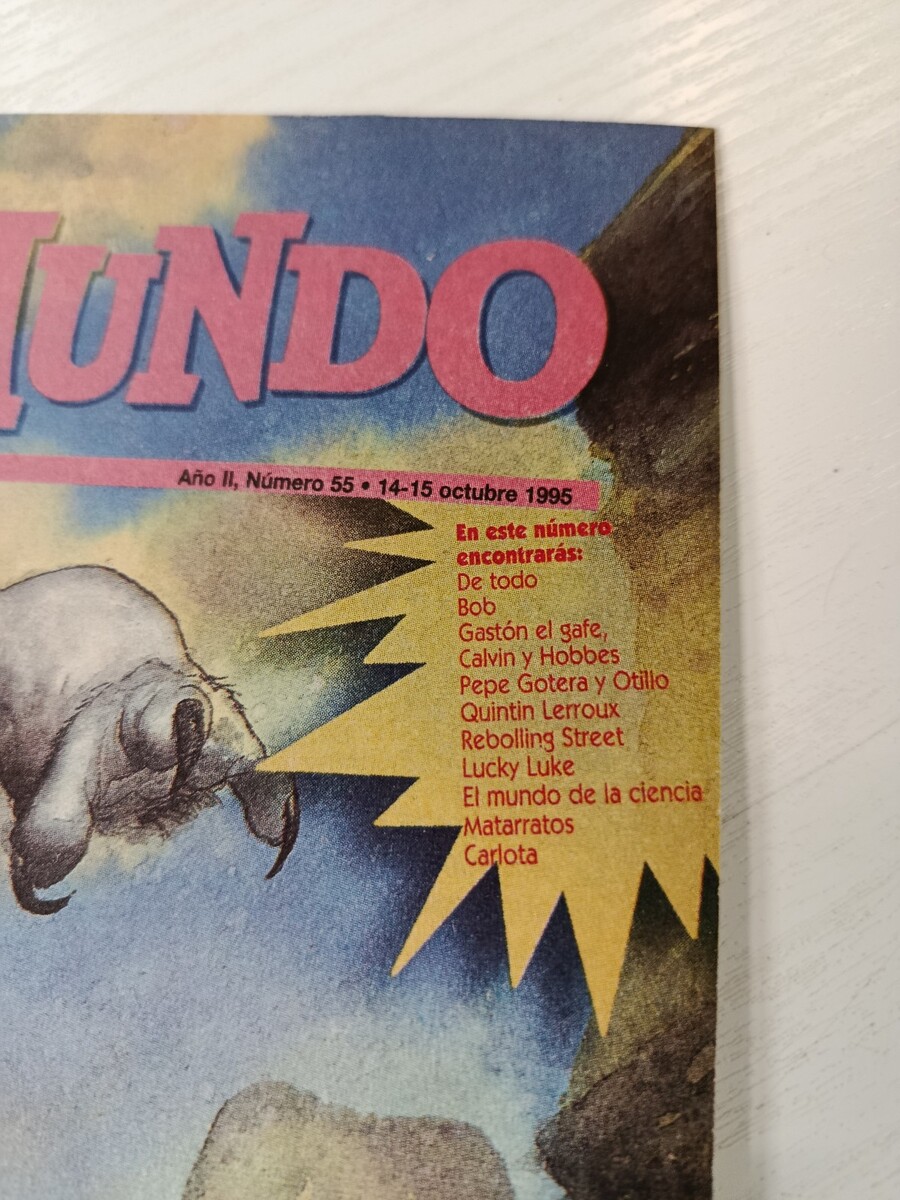 MUNDO
Año II, Número 55 • 14-15 octubre 1995
En este número
encontrarás:
De todo
Bob
Gastón el gafe,
Calvin y Hobbes
Pepe Gotera y Otillo
Quintin Lerroux
Rebolling Street
Lucky Luke
El mundo de la ciencia
Matarratos
Carlota